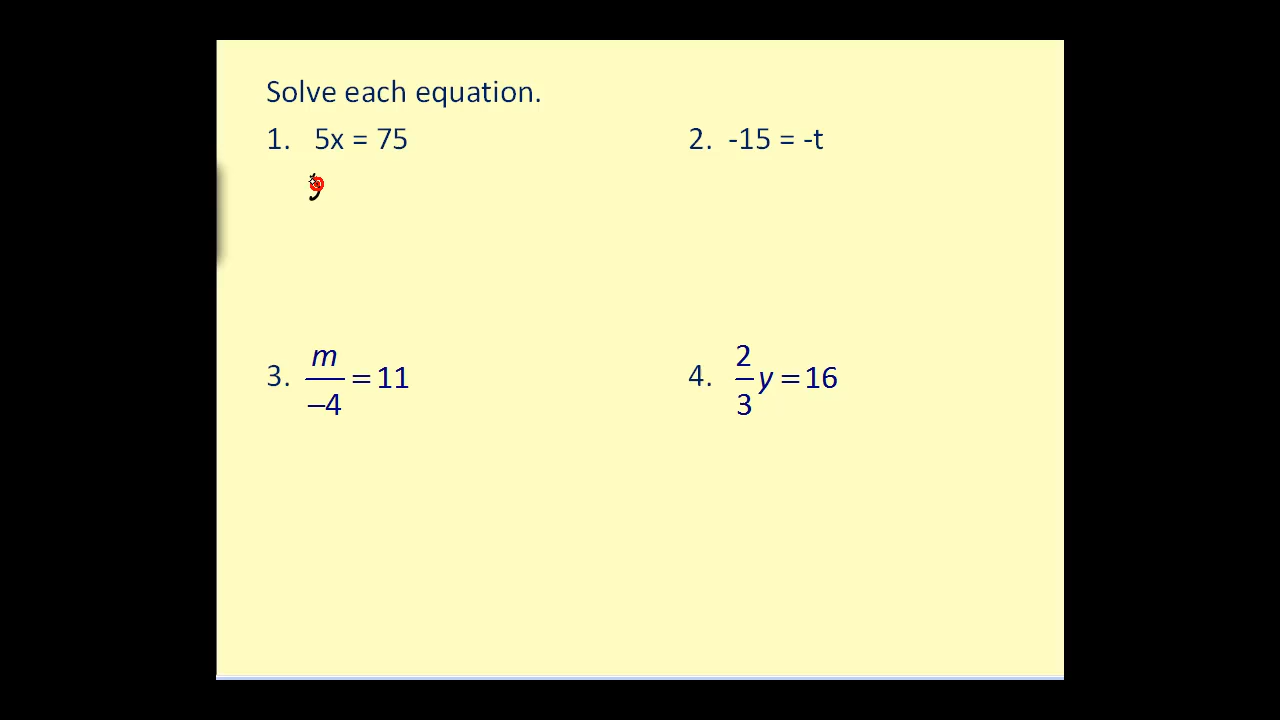 Solve each equation.
1. 5x = 75
2. -15 = -t
3. m/–4 = 11
4. 2/3 y = 16